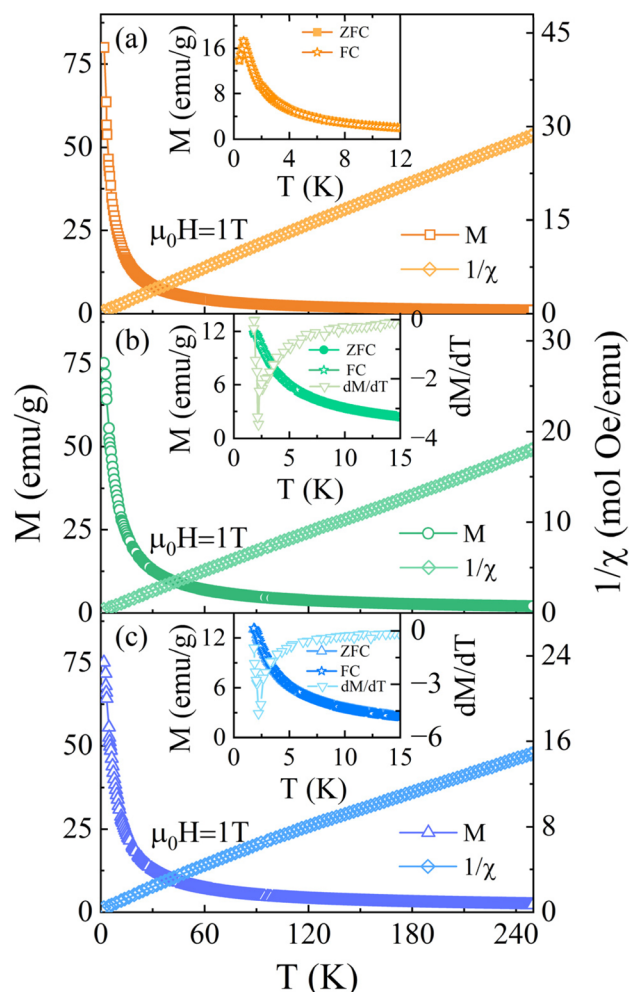 (a)
ZFC
FC
16
8
0
M (emu/g)
0 4 8 12
T (K)
75
50
25
0
45
30
15
0
μ₀H=1T
M
1/χ
(b)
ZFC
FC
dM/dT
12
6
0
M (emu/g)
0
−2
−4
dM/dT
0 5 10 15
T (K)
75
50
25
0
30
20
10
0
μ₀H=1T
M
1/χ
M (emu/g)
1/χ (mol Oe/emu)
(c)
ZFC
FC
dM/dT
12
6
0
M (emu/g)
0
−3
−6
dM/dT
0 5 10 15
T (K)
75
50
25
0
24
16
8
0
μ₀H=1T
M
1/χ
0 60 120 180 240
T (K)